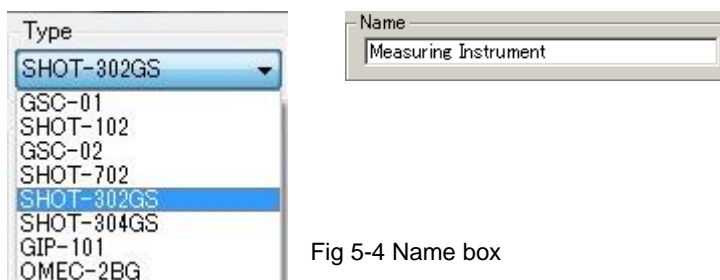 Type
SHOT-302GS
GSC-01
SHOT-102
GSC-02
SHOT-702
SHOT-302GS
SHOT-304GS
GIP-101
OMEC-2BG
Name
Measuring Instrument
Fig 5-4 Name box